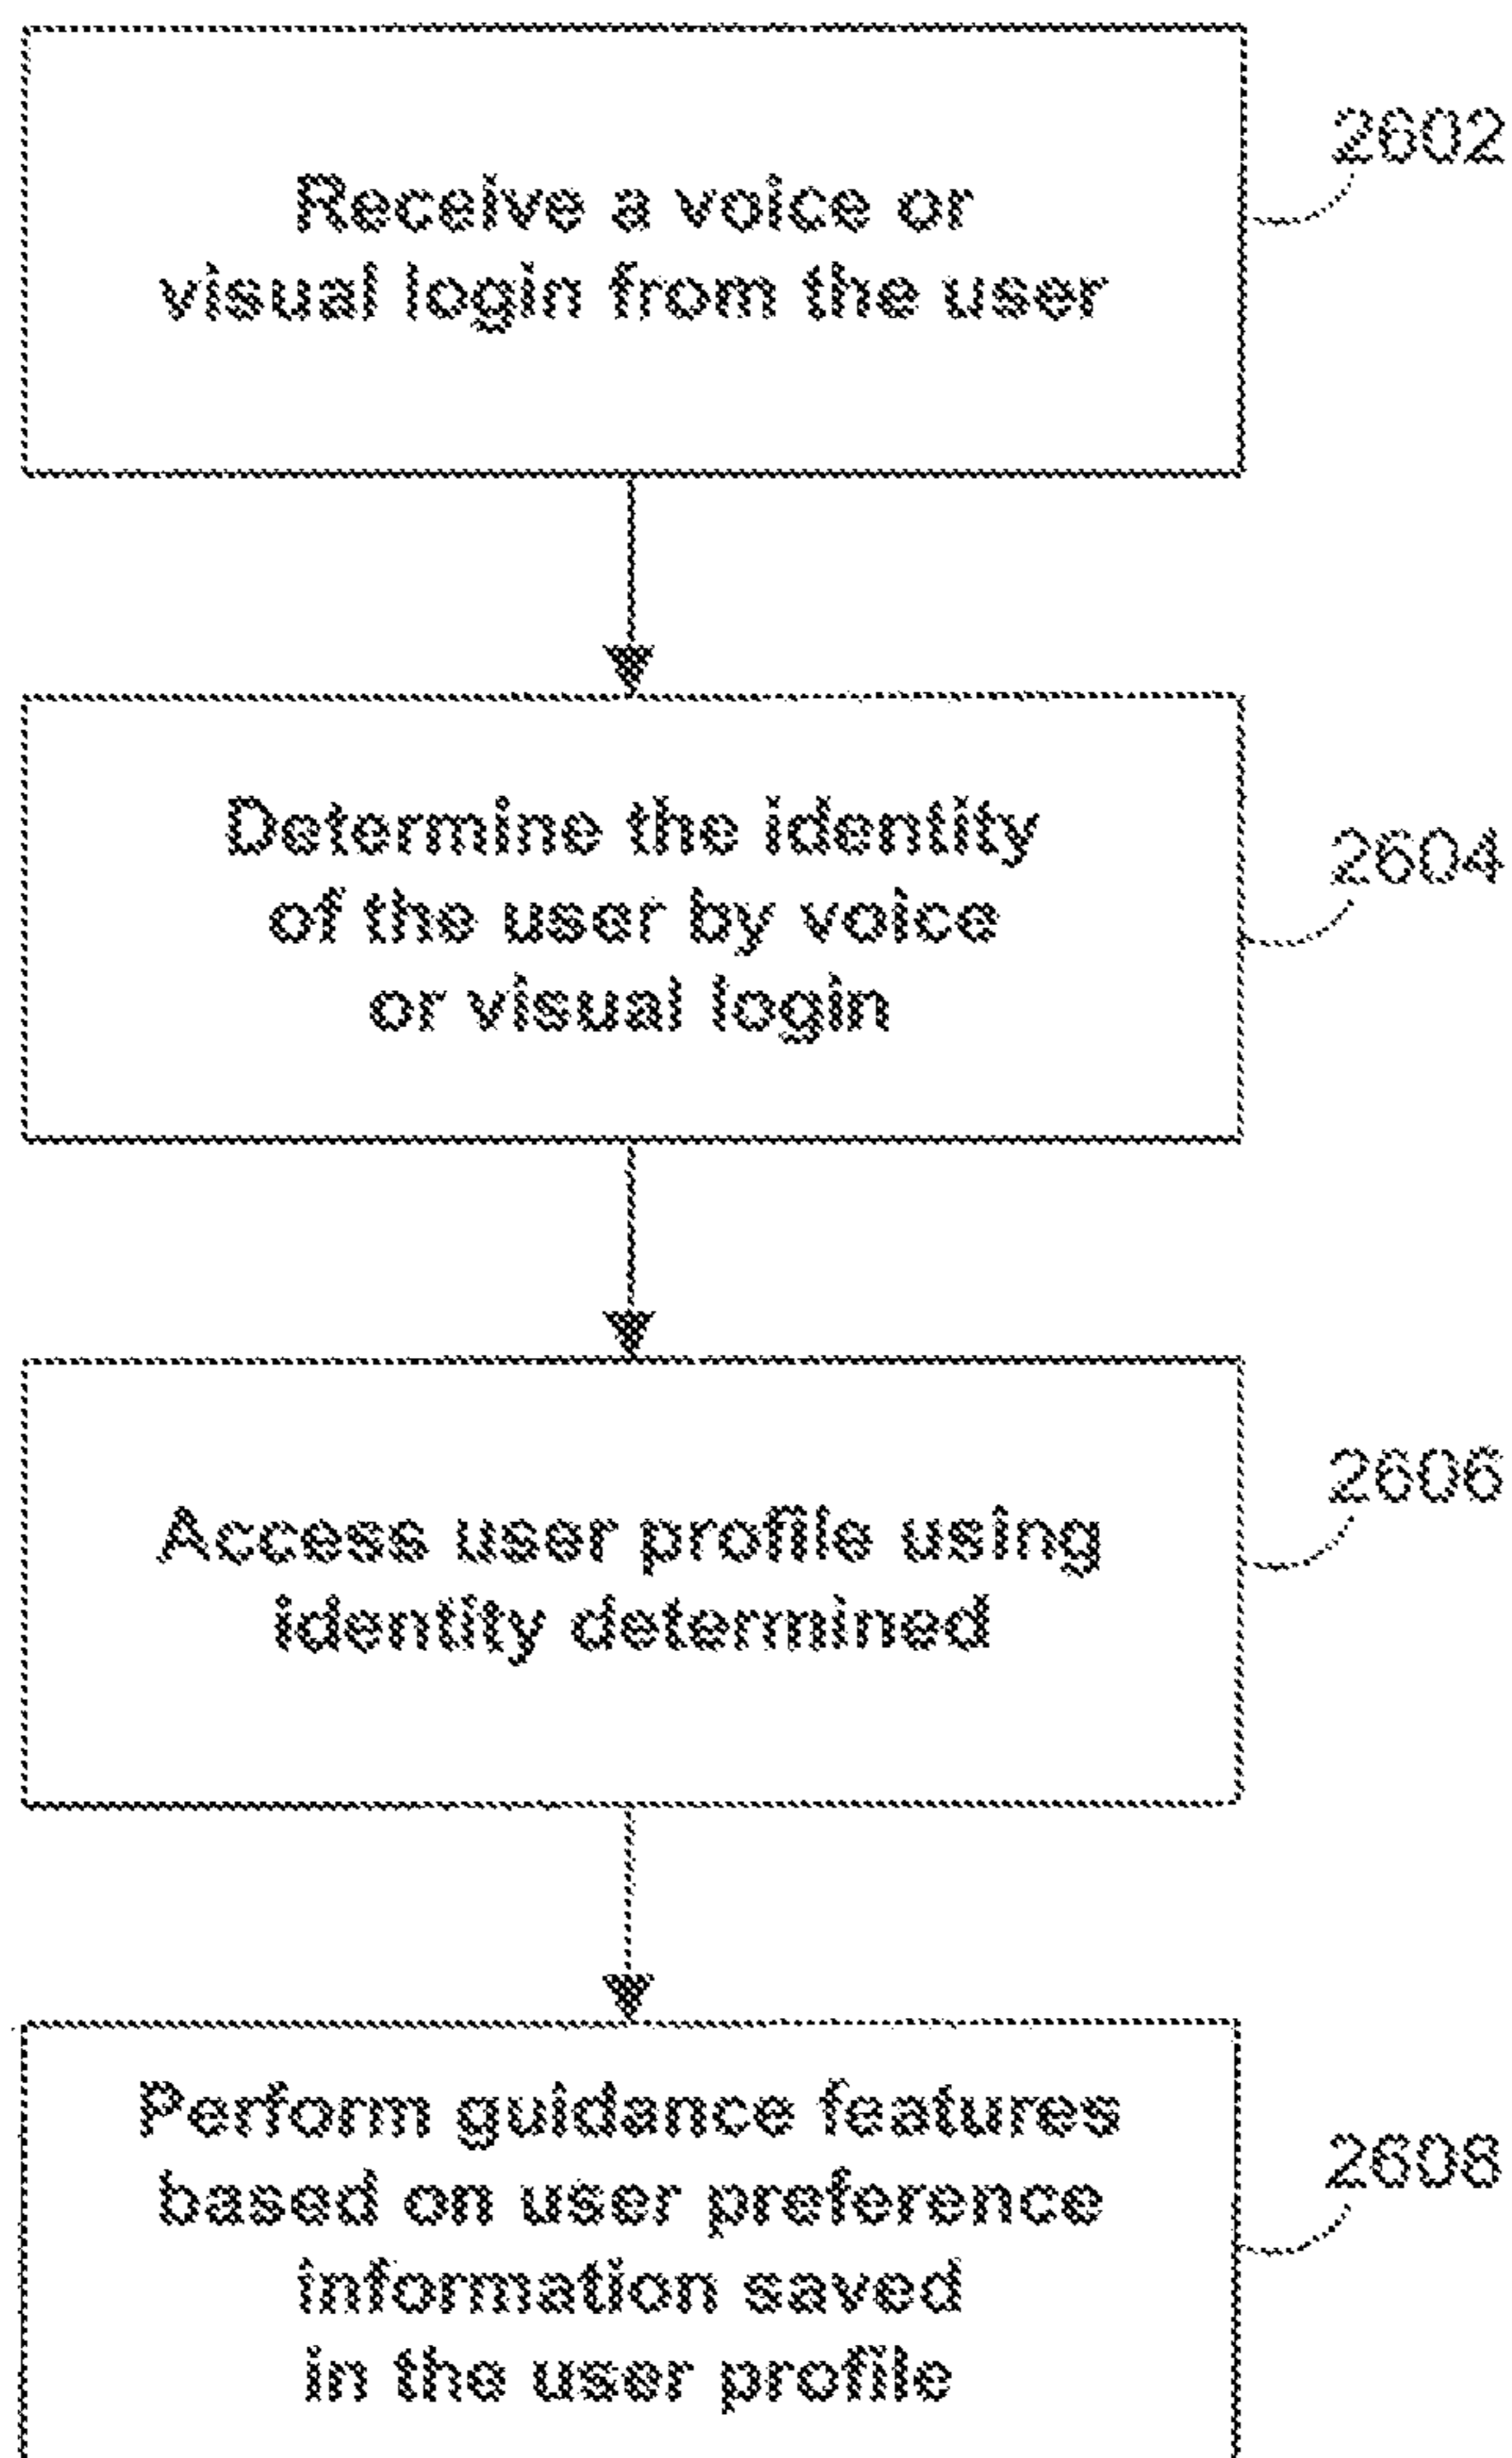 Receive a voice or
visual login from the user
2602
Determine the identity
of the user by voice
or visual login
2604
Access user profile using
identity determined
2606
Perform guidance features
based on user preference
information saved
in the user profile
2608